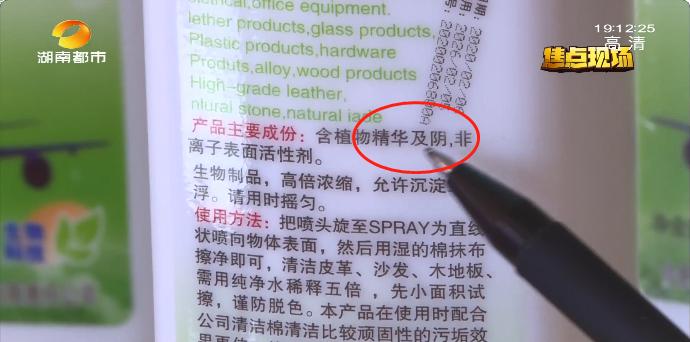 湖南都市
19:12:25
高清
焦点现场
electrical,office equipment.
lather products,glass products,
Plastic products,hardware
Produts,alloy,wood products
High-grade leather,
nlural stone,natural jade
产品主要成份：含植物精华及阴,非
离子表面活性剂。
生物制品，高倍浓缩，允许沉淀
浮。请用时摇匀。
使用方法：把喷头旋至SPRAY为直线
状喷向物体表面，然后用湿的棉抹布
擦净即可，清洁皮革、沙发、木地板、
需用纯净水稀释五倍，先小面积试
擦，谨防脱色。本产品在使用时配合
公司清洁棉清洁比较顽固性的污垢效
生物
科技